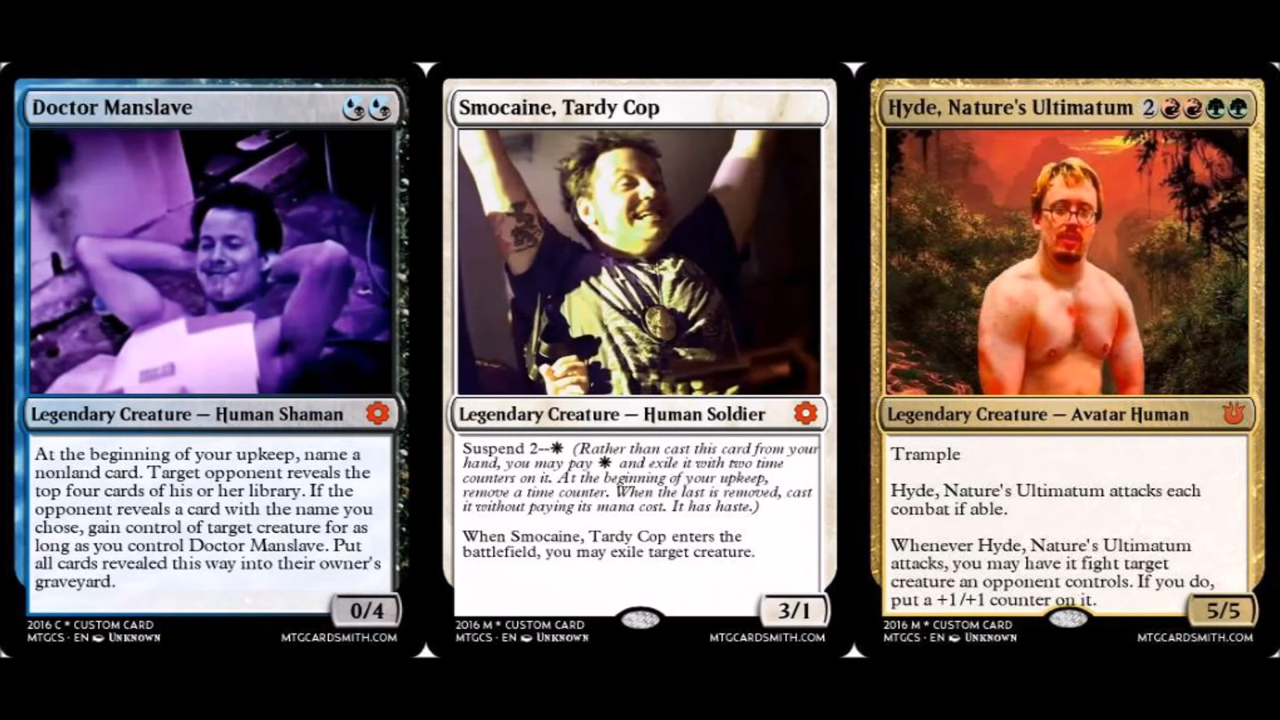 Doctor Manslave
Legendary Creature — Human Shaman
At the beginning of your upkeep, name a
nonland card. Target opponent reveals the
top four cards of his or her library. If the
opponent reveals a card with the name you
chose, gain control of target creature for as
long as you control Doctor Manslave. Put
all cards revealed this way into their owner's
graveyard.
0/4
2016 C * CUSTOM CARD
MTGCS · EN UNKNOWN
MTGCARDSMITH.COM
Smocaine, Tardy Cop
Legendary Creature — Human Soldier
Suspend 2--☀ (Rather than cast this card from your
hand, you may pay ☀ and exile it with two time
counters on it. At the beginning of your upkeep,
remove a time counter. When the last is removed, cast
it without paying its mana cost. It has haste.)
When Smocaine, Tardy Cop enters the
battlefield, you may exile target creature.
3/1
2016 M * CUSTOM CARD
MTGCS · EN UNKNOWN
MTGCARDSMITH.COM
Hyde, Nature's Ultimatum 2
Legendary Creature — Avatar Human
Trample
Hyde, Nature's Ultimatum attacks each
combat if able.
Whenever Hyde, Nature's Ultimatum
attacks, you may have it fight target
creature an opponent controls. If you do,
put a +1/+1 counter on it.
5/5
2016 M * CUSTOM CARD
MTGCS · EN UNKNOWN
MTGCARDSMITH.COM